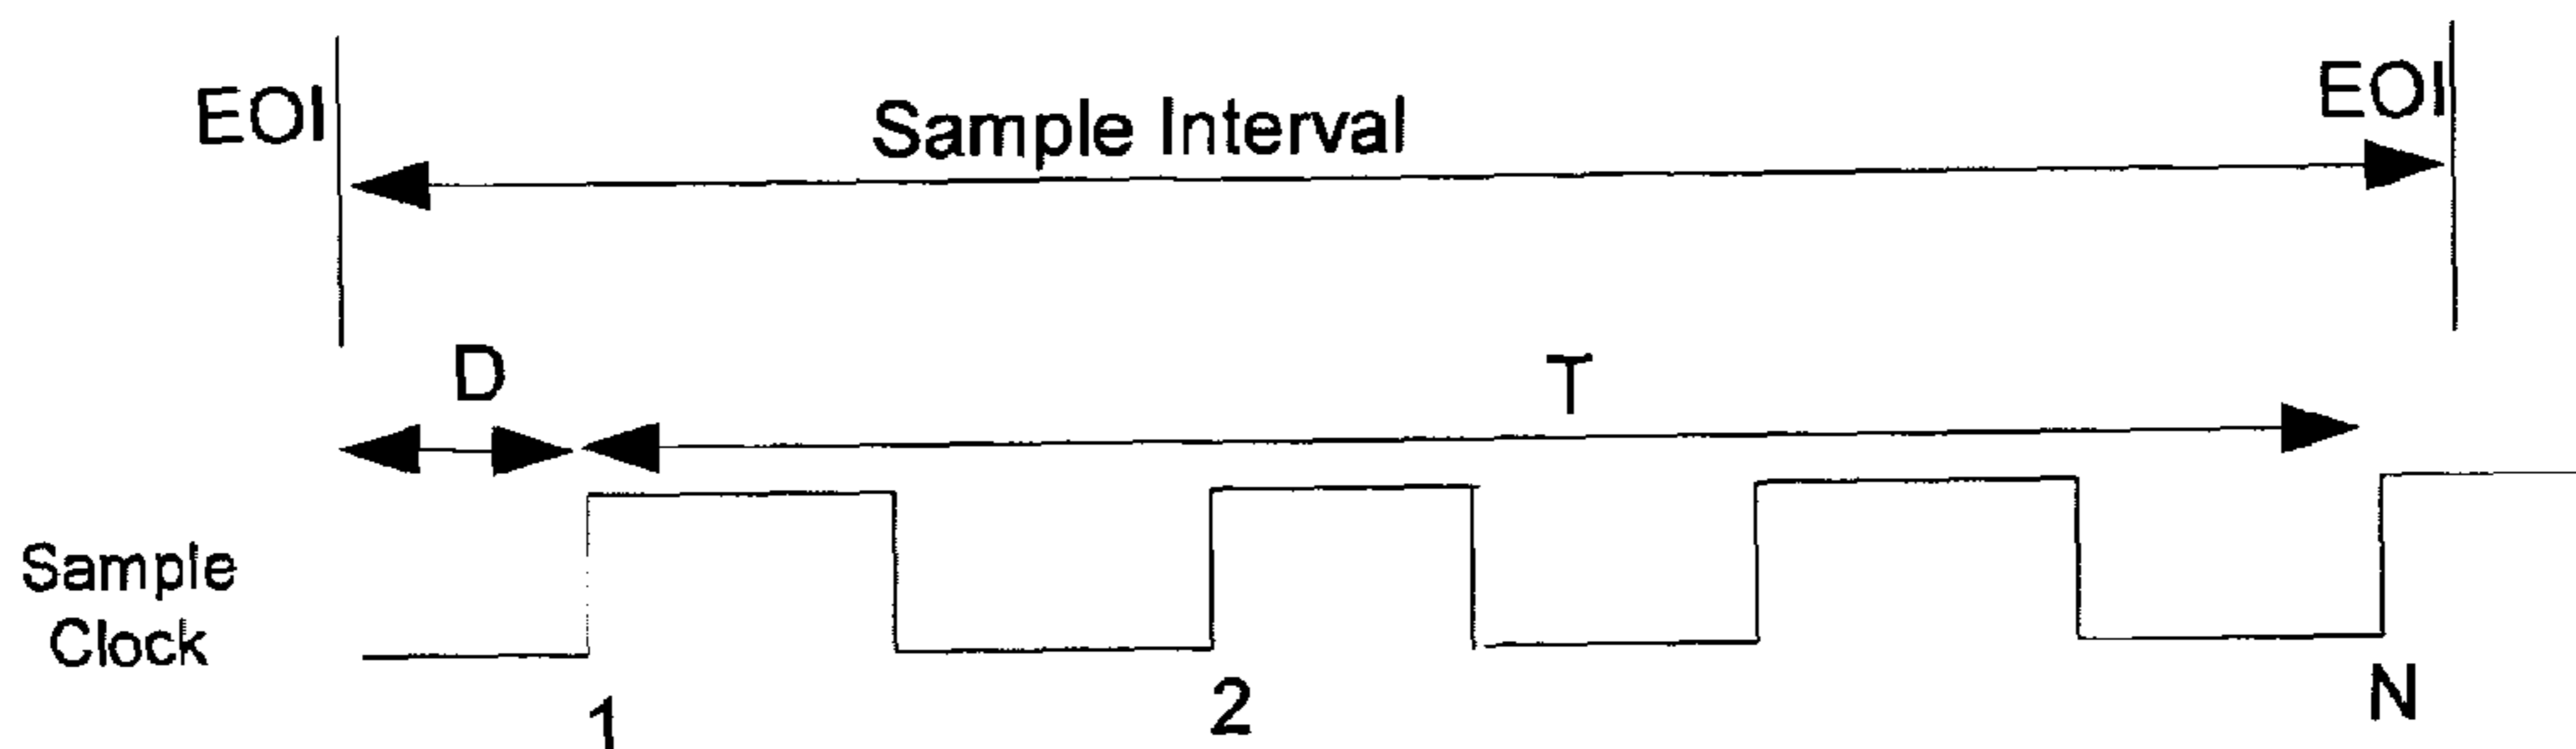 EOI
Sample Interval
EOI
D
T
Sample
Clock
1
2
N